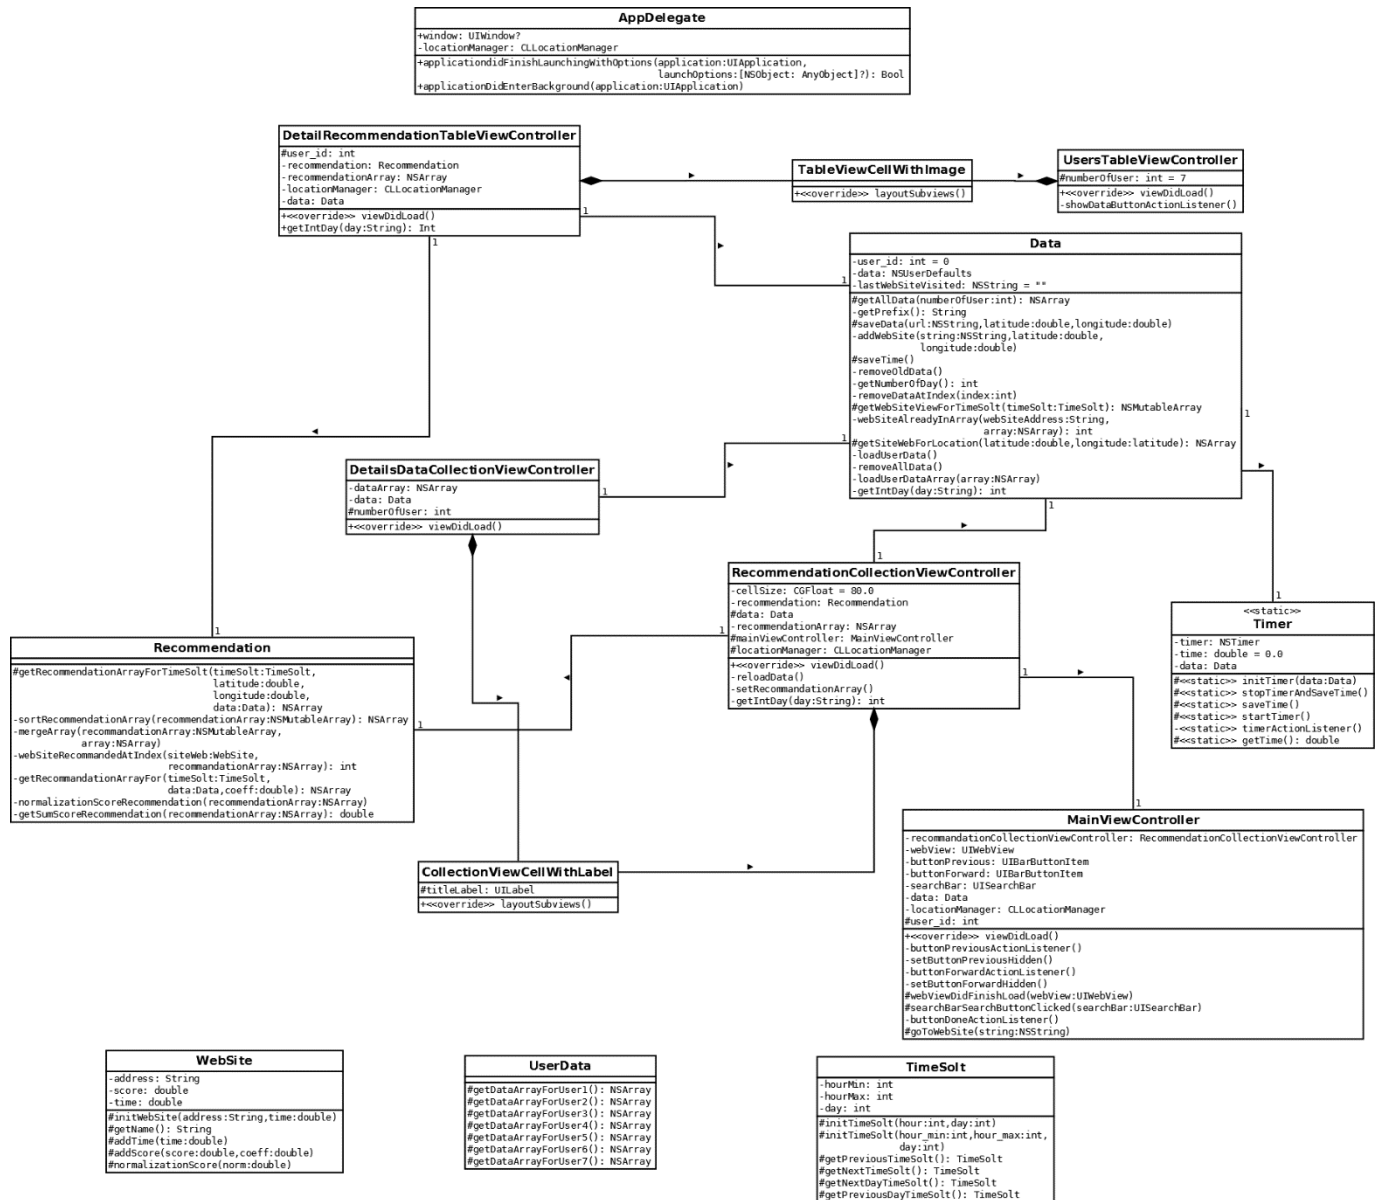 AppDelegate
+window: UIWindow?
-locationManager: CLLocationManager
+applicationdidFinishLaunchingWithOptions(application:UIApplication,
launchOptions:[NSObject: AnyObject]?): Bool
+applicationDidEnterBackground(application:UIApplication)
DetailRecommendationTableViewController
#user_id: int
-recommendation: Recommendation
-recommendationArray: NSArray
-locationManager: CLLocationManager
-data: Data
+<<override>> viewDidLoad()
+getIntDay(day:String): Int
TableViewCellWithImage
+<<override>> layoutSubviews()
UsersTableViewController
#numberOfUser: int = 7
+<<override>> viewDidLoad()
-showDataButtonActionListener()
1
1
1
Data
-user_id: int = 0
-data: NSUserDefaults
-lastWebSiteVisited: NSString = ""
#getAllData(numberOfUser:int): NSArray
-getPrefix(): String
#saveData(url:NSString,latitude:double,longitude:double)
-addWebSite(string:NSString,latitude:double,
longitude:double)
#saveTime()
-removeOldData()
-getNumberOfDay(): int
-removeDataAtIndex(index:int)
#getWebSiteViewForTimeSolt(timeSolt:TimeSolt): NSMutableArray
-webSiteAlreadyInArray(webSiteAddress:String,
array:NSArray): int
#getSiteWebForLocation(latitude:double,longitude:latitude): NSArray
-loadUserData()
-removeAllData()
-loadUserDataArray(array:NSArray)
-getIntDay(day:String): int
1
1
1
DetailsDataCollectionViewController
-dataArray: NSArray
-data: Data
#numberOfUser: int
+<<override>> viewDidLoad()
1
1
RecommendationCollectionViewController
-cellSize: CGFloat = 80.0
-recommendation: Recommendation
#data: Data
-recommendationArray: NSArray
#mainViewController: MainViewController
#locationManager: CLLocationManager
+<<override>> viewDidLoad()
-reloadData()
-setRecommandationArray()
-getIntDay(day:String): int
1
1
1
<<static>>
Timer
-timer: NSTimer
-time: double = 0.0
-data: Data
#<<static>> initTimer(data:Data)
#<<static>> stopTimerAndSaveTime()
#<<static>> saveTime()
#<<static>> startTimer()
-<<static>> timerActionListener()
#<<static>> getTime(): double
1
Recommendation
#getRecommendationArrayForTimeSolt(timeSolt:TimeSolt,
latitude:double,
longitude:double,
data:Data): NSArray
-sortRecommendationArray(recommendationArray:NSMutableArray): NSArray
-mergeArray(recommandationArray:NSMutableArray,
array:NSArray)
-webSiteRecommandedAtIndex(siteWeb:WebSite,
recommandationArray:NSArray): int
-getRecommandationArrayFor(timeSolt:TimeSolt,
data:Data,coeff:double): NSArray
-normalizationScoreRecommendation(recommendationArray:NSArray)
-getSumScoreRecommendation(recommendationArray:NSArray): double
1
1
MainViewController
-recommandationCollectionViewController: RecommendationCollectionViewController
-webView: UIWebView
-buttonPrevious: UIBarButtonItem
-buttonForward: UIBarButtonItem
-searchBar: UISearchBar
-data: Data
-locationManager: CLLocationManager
#user_id: int
+<<override>> viewDidLoad()
-buttonPreviousActionListener()
-setButtonPreviousHidden()
-buttonForwardActionListener()
-setButtonForwardHidden()
#webViewDidFinishLoad(webView:UIWebView)
#searchBarSearchButtonClicked(searchBar:UISearchBar)
-buttonDoneActionListener()
#goToWebSite(string:NSString)
CollectionViewCellWithLabel
#titleLabel: UILabel
+<<override>> layoutSubviews()
WebSite
-address: String
-score: double
-time: double
#initWebSite(address:String,time:double)
#getName(): String
#addTime(time:double)
#addScore(score:double,coeff:double)
#normalizationScore(norm:double)
UserData
#getDataArrayForUser1(): NSArray
#getDataArrayForUser2(): NSArray
#getDataArrayForUser3(): NSArray
#getDataArrayForUser4(): NSArray
#getDataArrayForUser5(): NSArray
#getDataArrayForUser6(): NSArray
#getDataArrayForUser7(): NSArray
TimeSolt
-hourMin: int
-hourMax: int
-day: int
#initTimeSolt(hour:int,day:int)
#initTimeSolt(hour_min:int,hour_max:int,
day:int)
#getPreviousTimeSolt(): TimeSolt
#getNextTimeSolt(): TimeSolt
#getNextDayTimeSolt(): TimeSolt
#getPreviousDayTimeSolt(): TimeSolt